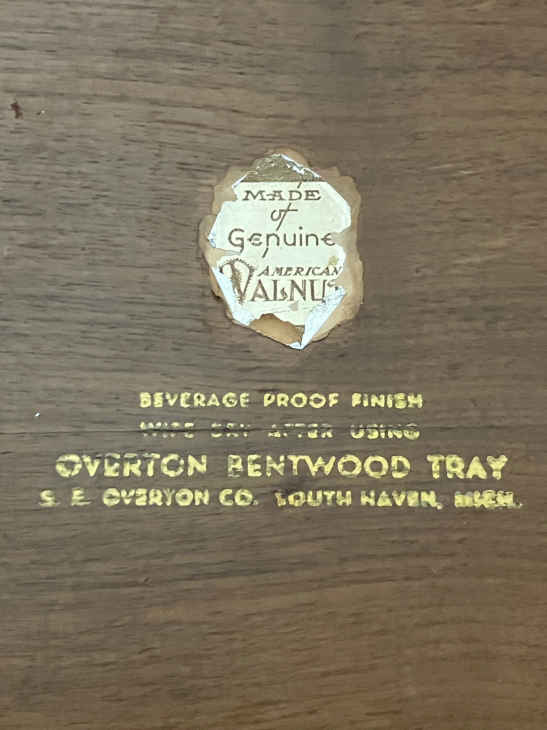 MADE
of
Genuine
AMERICAN
WALNUT
BEVERAGE PROOF FINISH
WIPE DRY AFTER USING
OVERTON BENTWOOD TRAY
S. E. OVERTON CO. SOUTH HAVEN, MICH.